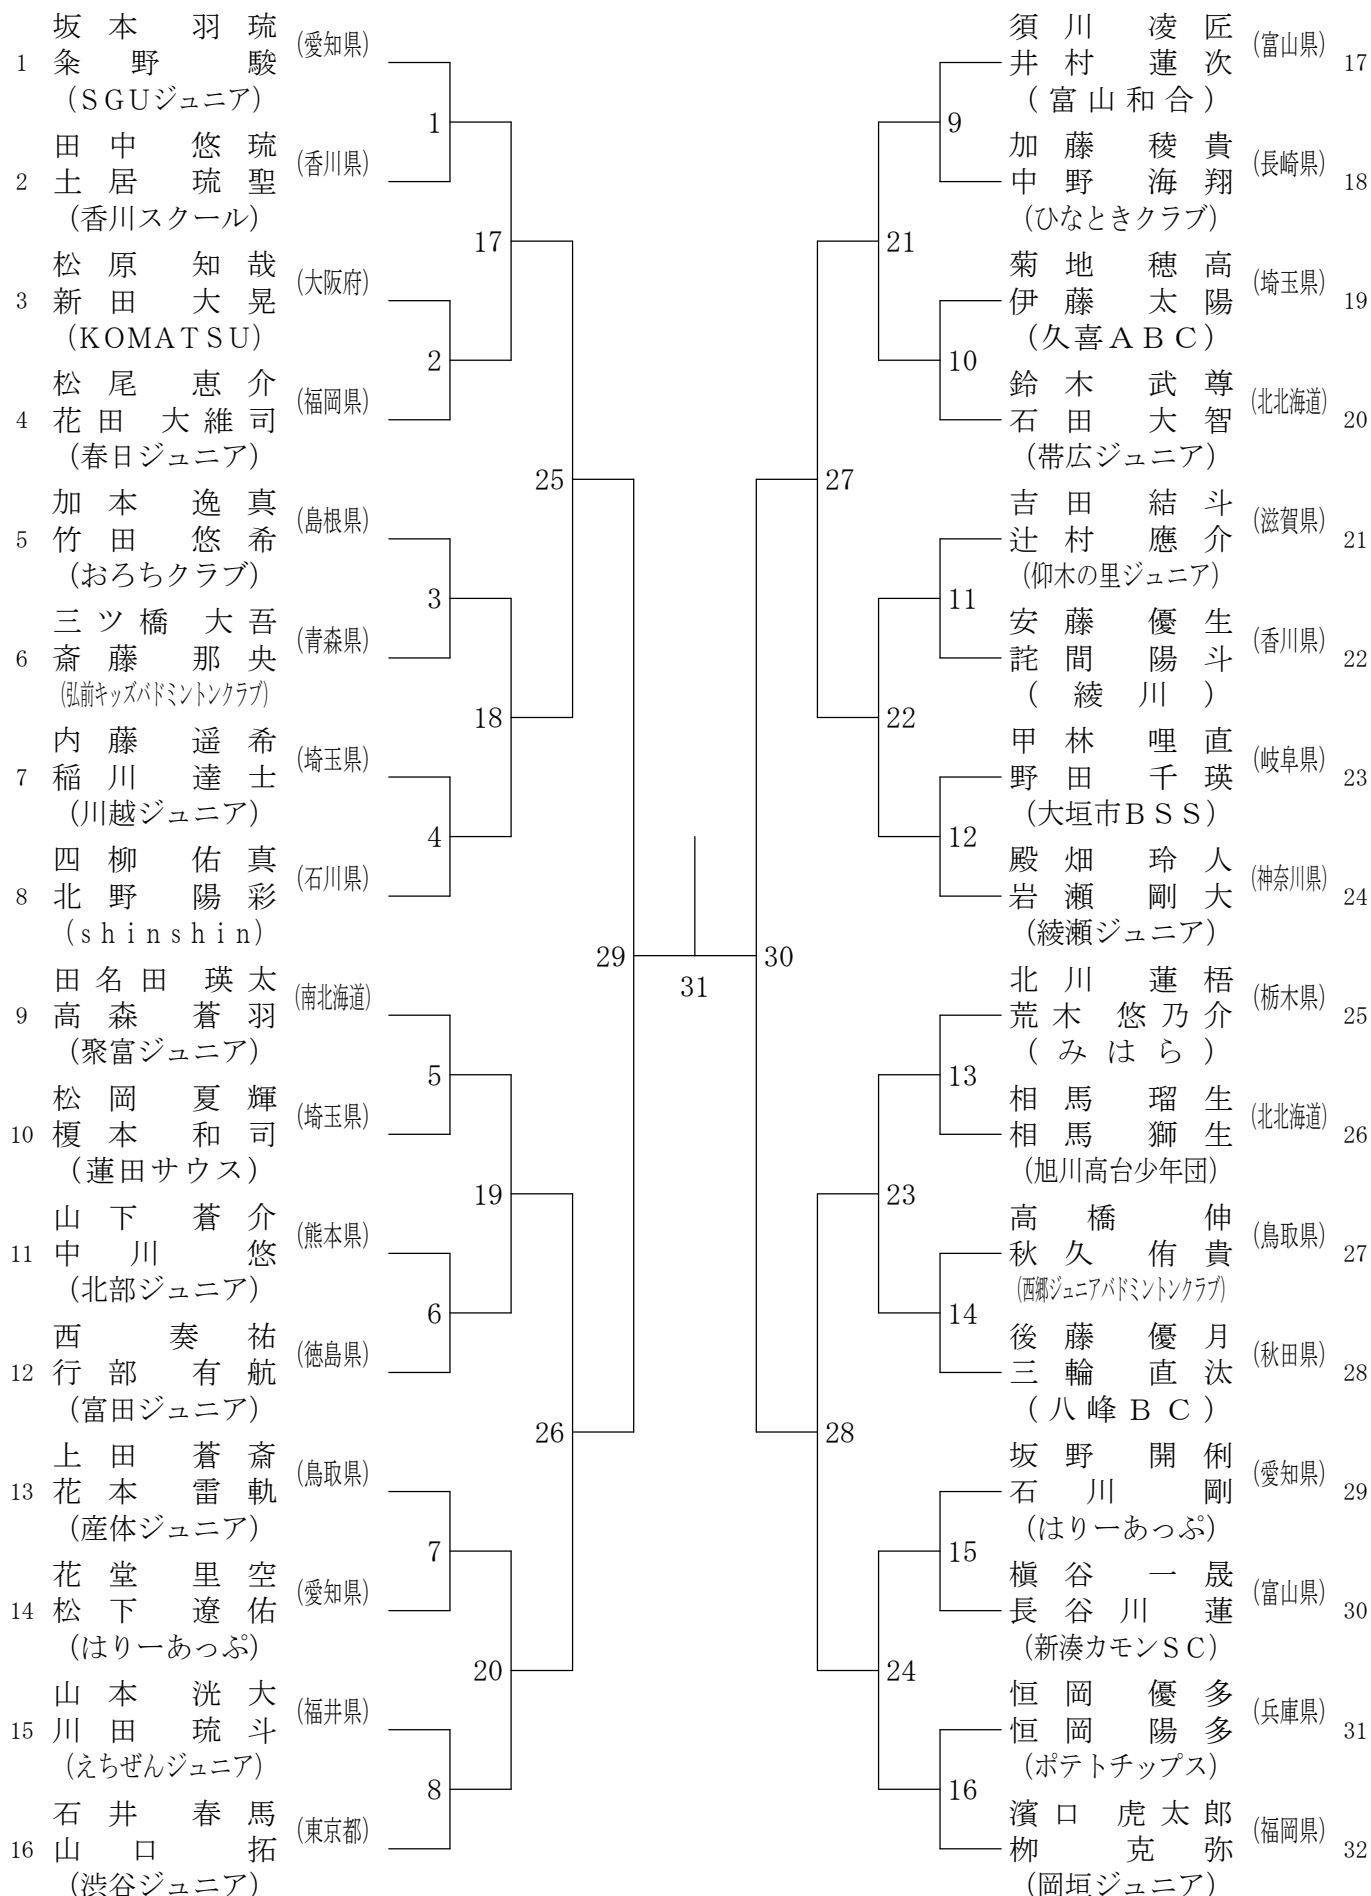 坂本 羽琉
(愛知県)
1 粂野 駿
(SGUジュニア)
1
田中 悠琉
(香川県)
2 土居 琉聖
(香川スクール)
17
松原 知哉
(大阪府)
3 新田 大晃
(KOMATSU)
2
松尾 恵介
(福岡県)
4 花田 大維司
(春日ジュニア)
25
加本 逸真
(島根県)
5 竹田 悠希
(おろちクラブ)
3
三ツ橋 大吾
(青森県)
6 斎藤 那央
(弘前キッズバドミントンクラブ)
18
内藤 遥希
(埼玉県)
7 稲川 達士
(川越ジュニア)
4
四柳 佑真
(石川県)
8 北野 陽彩
(shinshin)
29
田名田 瑛太
(南北海道)
9 高森 蒼羽
(聚富ジュニア)
5
松岡 夏輝
(埼玉県)
10 榎本 和司
(蓮田サウス)
19
山下 蒼介
(熊本県)
11 中川 悠
(北部ジュニア)
6
西 奏祐
(徳島県)
12 行部 有航
(富田ジュニア)
26
上田 蒼斎
(鳥取県)
13 花本 雷軌
(産体ジュニア)
7
花堂 里空
(愛知県)
14 松下 遼佑
(はりーあっぷ)
20
山本 洸大
(福井県)
15 川田 琉斗
(えちぜんジュニア)
8
石井 春馬
(東京都)
16 山口 拓
(渋谷ジュニア)
31
須川 凌匠
(富山県)
井村 蓮次 17
(富山和合)
9
加藤 稜貴
(長崎県)
中野 海翔 18
(ひなときクラブ)
21
菊地 穂高
(埼玉県)
伊藤 太陽 19
(久喜ABC)
10
鈴木 武尊
(北北海道)
石田 大智 20
(帯広ジュニア)
27
吉田 結斗
(滋賀県)
辻村 應介 21
(仰木の里ジュニア)
11
安藤 優生
(香川県)
詫間 陽斗 22
(綾川)
22
甲林 哩直
(岐阜県)
野田 千瑛 23
(大垣市BSS)
12
殿畑 玲人
(神奈川県)
岩瀬 剛大 24
(綾瀬ジュニア)
30
北川 蓮梧
(栃木県)
荒木 悠乃介 25
(みはら)
13
相馬 瑠生
(北北海道)
相馬 獅生 26
(旭川高台少年団)
23
高橋 伸
(鳥取県)
秋久 侑貴 27
(西郷ジュニアバドミントンクラブ)
14
後藤 優月
(秋田県)
三輪 直汰 28
(八峰BC)
28
坂野 開俐
(愛知県)
石川 剛 29
(はりーあっぷ)
15
槇谷 一晟
(富山県)
長谷川 蓮 30
(新湊カモンSC)
24
恒岡 優多
(兵庫県)
恒岡 陽多 31
(ポテトチップス)
16
濱口 虎太郎
(福岡県)
栁 克弥 32
(岡垣ジュニア)